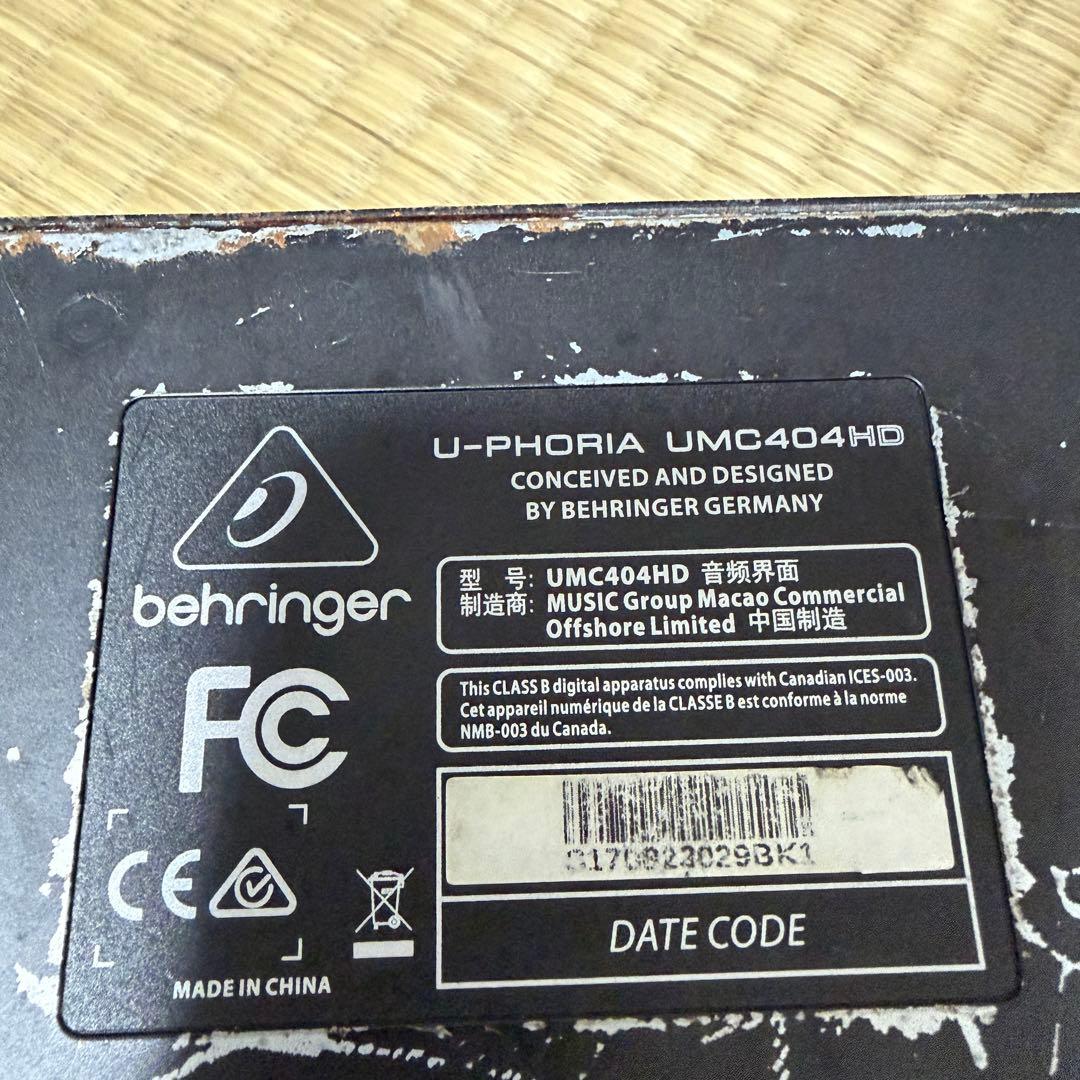 U-PHORIA UMC404HD
CONCEIVED AND DESIGNED
BY BEHRINGER GERMANY
behringer
型 号: UMC404HD 音频界面
制造商: MUSIC Group Macao Commercial
Offshore Limited 中国制造
This CLASS B digital apparatus complies with Canadian ICES-003.
Cet appareil numérique de la CLASSE B est conforme à la norme
NMB-003 du Canada.
FC
CE
MADE IN CHINA
DATE CODE